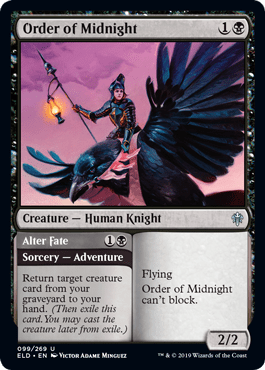 Order of Midnight 1
Creature — Human Knight
Alter Fate 1
Sorcery — Adventure
Return target creature
card from your
graveyard to your
hand. (Then exile this
card. You may cast the
creature later from exile.)
Flying
Order of Midnight
can't block.
2/2
099/269 U
ELD • EN Victor Adame Minguez
™ & © 2019 Wizards of the Coast